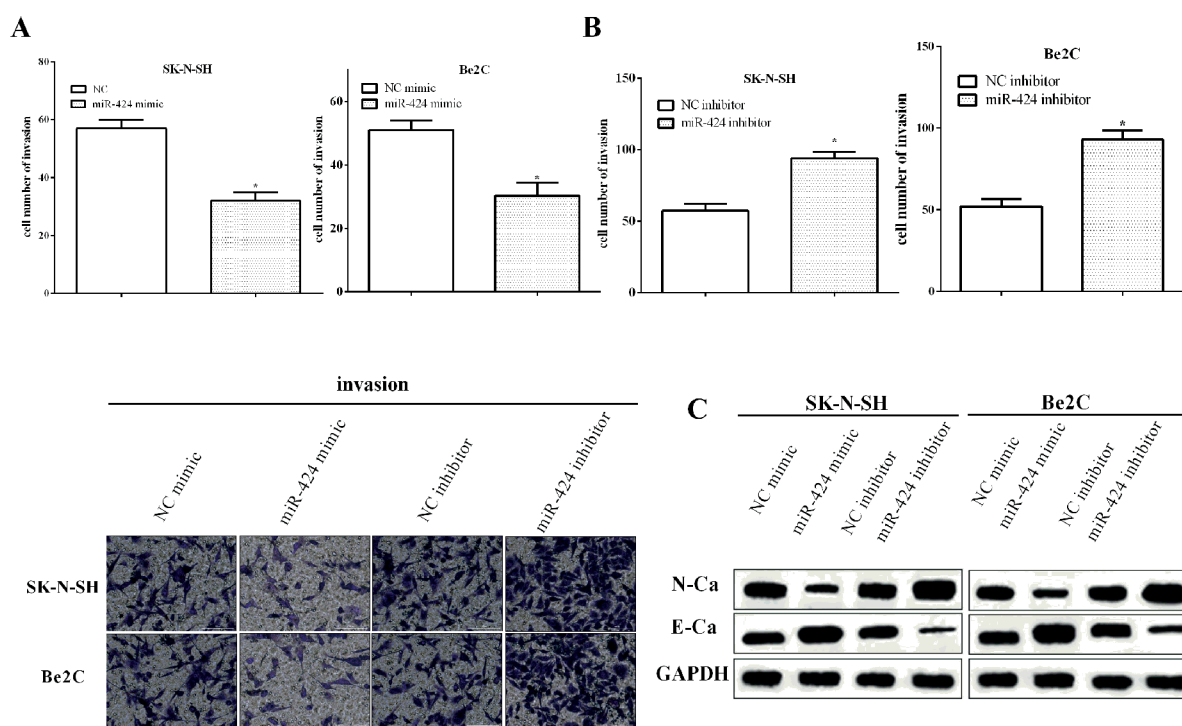 A
B
SK-N-SH
NC
miR-424 mimic
cell number of invasion
80
60
40
20
0
*
Be2C
NC mimic
miR-424 mimic
cell number of invasion
60
40
20
0
*
SK-N-SH
NC inhibitor
miR-424 inhibitor
cell number of invasion
150
100
50
0
*
Be2C
NC inhibitor
miR-424 inhibitor
cell number of invasion
150
100
50
0
*
invasion
NC mimic
miR-424 mimic
NC inhibitor
miR-424 inhibitor
SK-N-SH
Be2C
C
SK-N-SH
Be2C
NC mimic
miR-424 mimic
NC inhibitor
miR-424 inhibitor
NC mimic
miR-424 mimic
NC inhibitor
miR-424 inhibitor
N-Ca
E-Ca
GAPDH